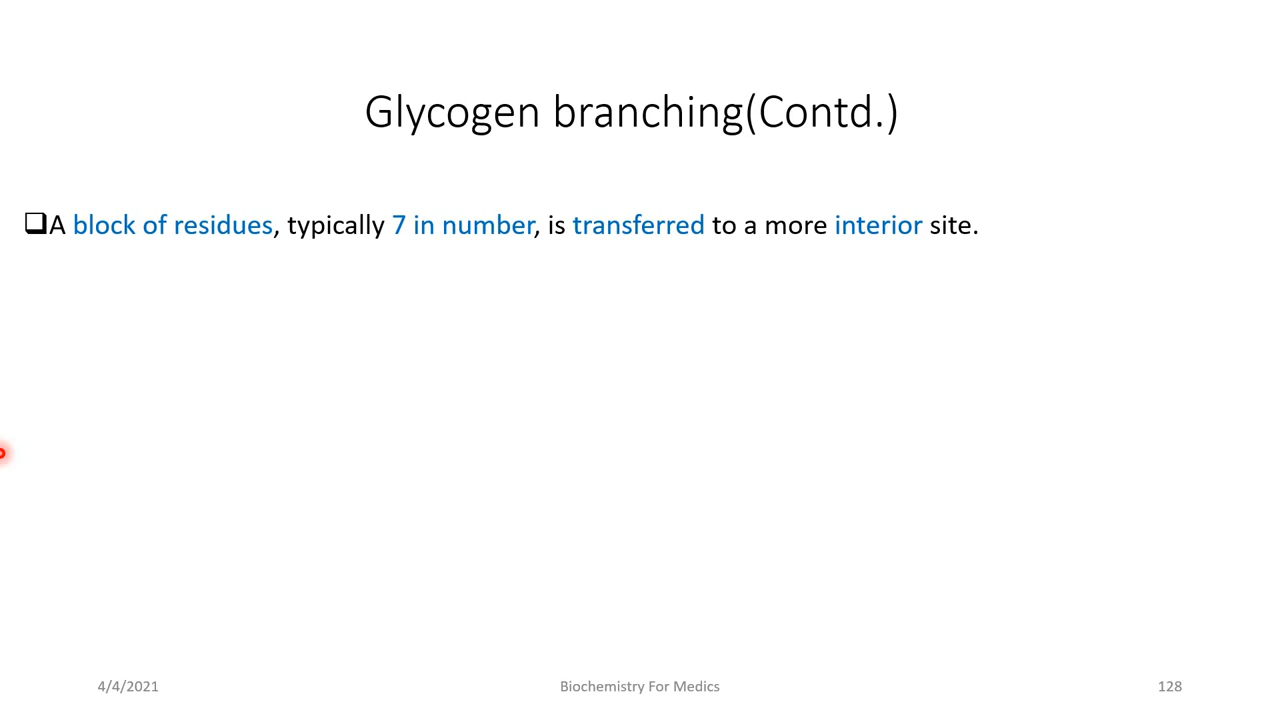 Glycogen branching(Contd.)
❑A block of residues, typically 7 in number, is transferred to a more interior site.
4/4/2021
Biochemistry For Medics
128